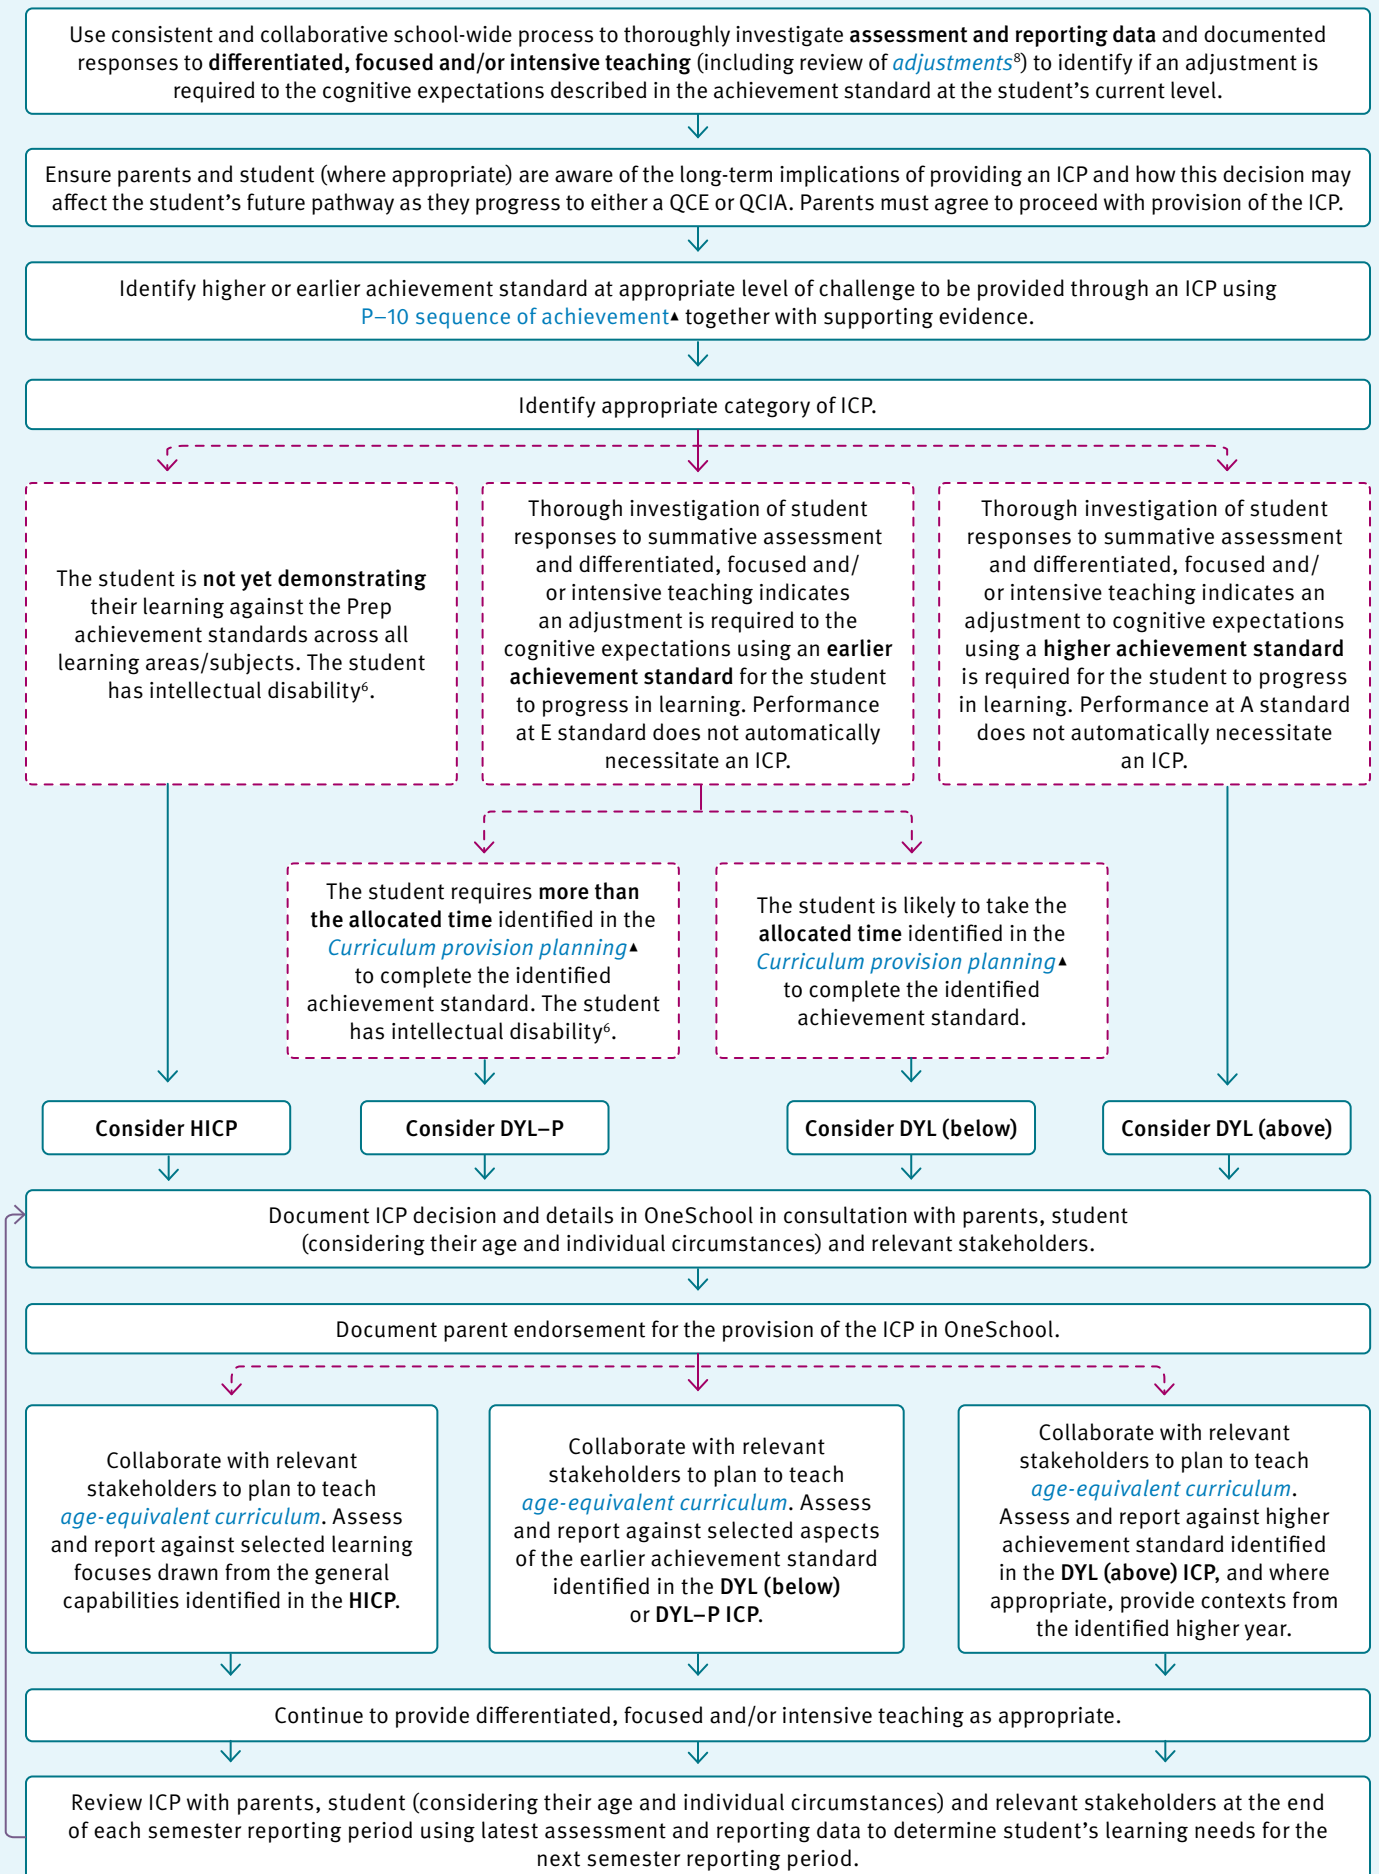 Use consistent and collaborative school-wide process to thoroughly investigate assessment and reporting data and documented
responses to differentiated, focused and/or intensive teaching (including review of adjustments⁸) to identify if an adjustment is
required to the cognitive expectations described in the achievement standard at the student's current level.
Ensure parents and student (where appropriate) are aware of the long-term implications of providing an ICP and how this decision may
affect the student's future pathway as they progress to either a QCE or QCIA. Parents must agree to proceed with provision of the ICP.
Identify higher or earlier achievement standard at appropriate level of challenge to be provided through an ICP using
P–10 sequence of achievement▲ together with supporting evidence.
Identify appropriate category of ICP.
The student is not yet demonstrating
their learning against the Prep
achievement standards across all
learning areas/subjects. The student
has intellectual disability⁶.
Thorough investigation of student
responses to summative assessment
and differentiated, focused and/
or intensive teaching indicates
an adjustment is required to the
cognitive expectations using an earlier
achievement standard for the student
to progress in learning. Performance
at E standard does not automatically
necessitate an ICP.
Thorough investigation of student
responses to summative assessment
and differentiated, focused and/
or intensive teaching indicates an
adjustment to cognitive expectations
using a higher achievement standard
is required for the student to progress
in learning. Performance at A standard
does not automatically necessitate
an ICP.
The student requires more than
the allocated time identified in the
Curriculum provision planning▲
to complete the identified
achievement standard. The student
has intellectual disability⁶.
The student is likely to take the
allocated time identified in the
Curriculum provision planning▲
to complete the identified
achievement standard.
Consider HICP
Consider DYL–P
Consider DYL (below)
Consider DYL (above)
Document ICP decision and details in OneSchool in consultation with parents, student
(considering their age and individual circumstances) and relevant stakeholders.
Document parent endorsement for the provision of the ICP in OneSchool.
Collaborate with relevant
stakeholders to plan to teach
age-equivalent curriculum. Assess
and report against selected learning
focuses drawn from the general
capabilities identified in the HICP.
Collaborate with relevant
stakeholders to plan to teach
age-equivalent curriculum. Assess
and report against selected aspects
of the earlier achievement standard
identified in the DYL (below)
or DYL–P ICP.
Collaborate with relevant
stakeholders to plan to teach
age-equivalent curriculum.
Assess and report against higher
achievement standard identified
in the DYL (above) ICP, and where
appropriate, provide contexts from
the identified higher year.
Continue to provide differentiated, focused and/or intensive teaching as appropriate.
Review ICP with parents, student (considering their age and individual circumstances) and relevant stakeholders at the end
of each semester reporting period using latest assessment and reporting data to determine student's learning needs for the
next semester reporting period.